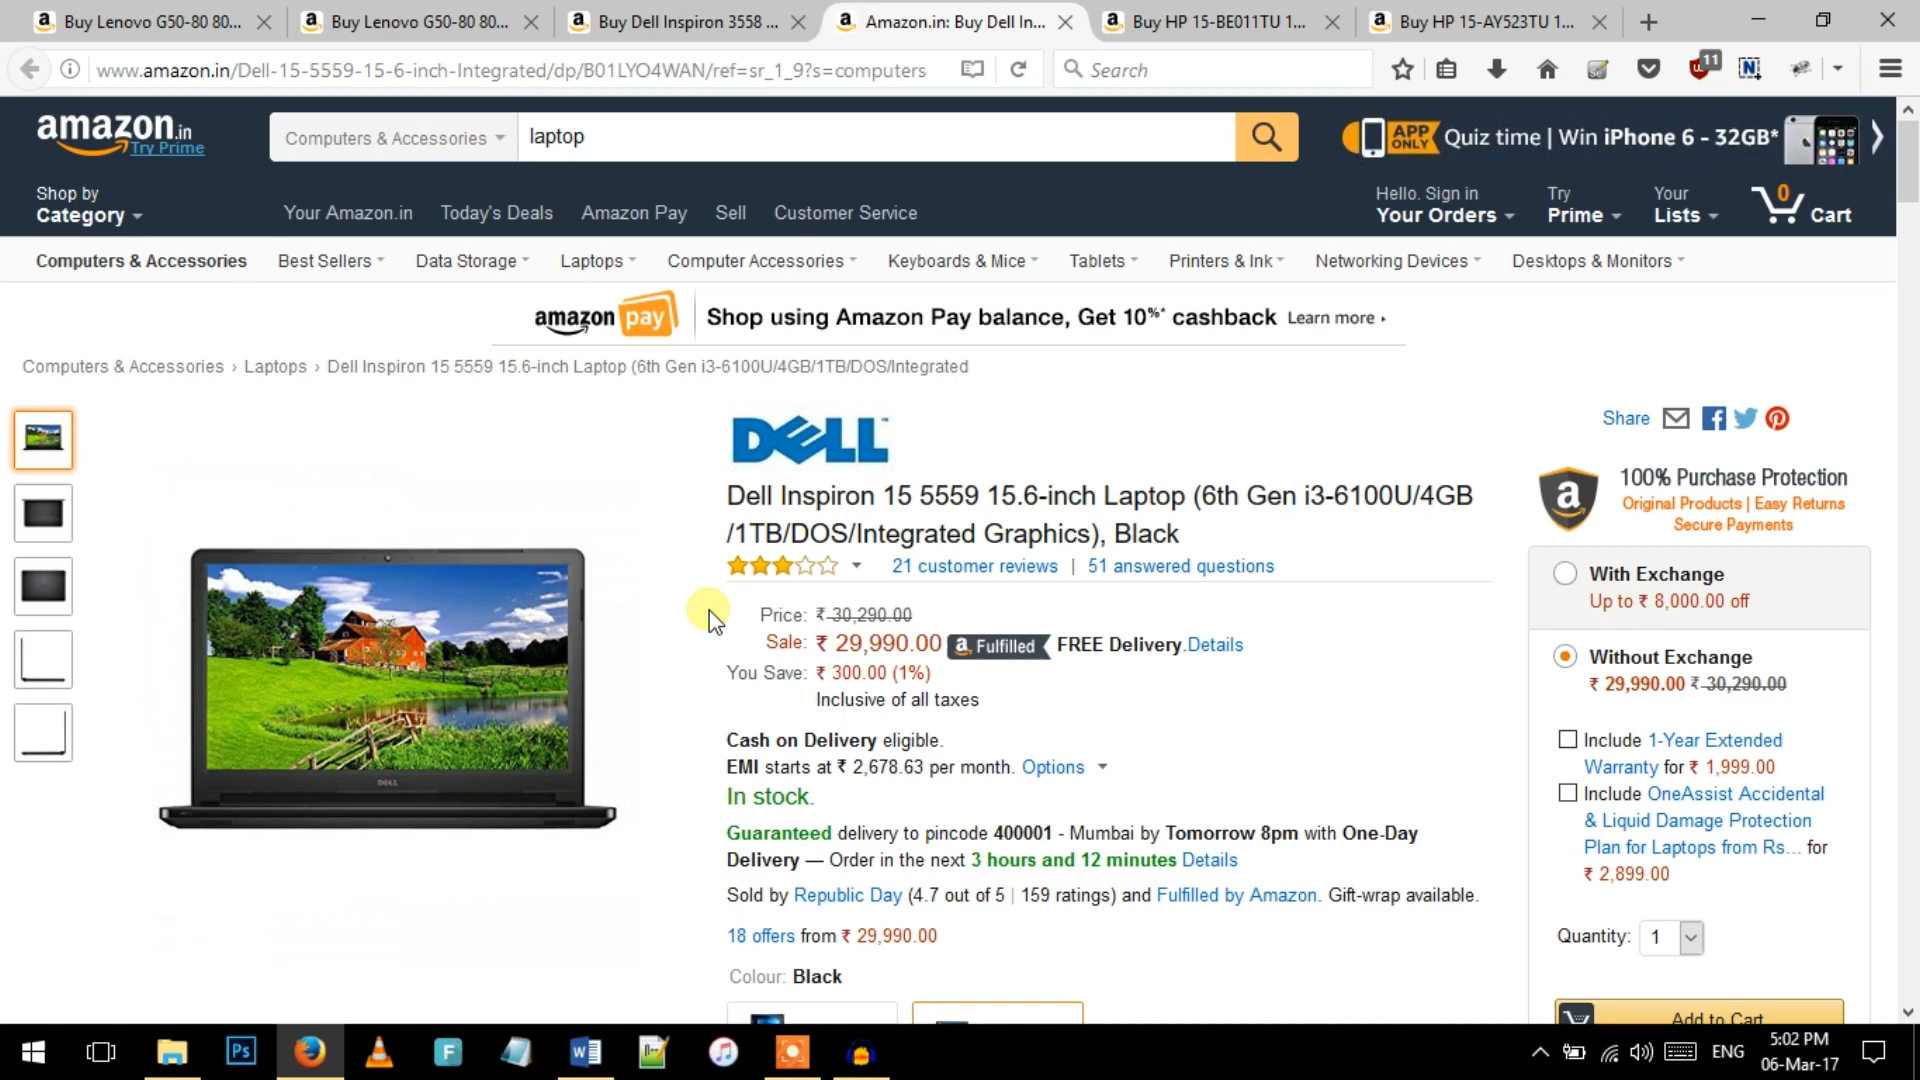 Buy Lenovo G50-80 80...
Buy Lenovo G50-80 80...
Buy Dell Inspiron 3558 ...
Amazon.in: Buy Dell In...
Buy HP 15-BE011TU 1...
Buy HP 15-AY523TU 1...
www.amazon.in/Dell-15-5559-15-6-inch-Integrated/dp/B01LYO4WAN/ref=sr_1_9?s=computers
Search
11
amazon.in
Try Prime
Computers & Accessories
laptop
APP ONLY
Quiz time | Win iPhone 6 - 32GB*
Shop by
Category
Your Amazon.in
Today's Deals
Amazon Pay
Sell
Customer Service
Hello. Sign in
Your Orders
Try
Prime
Your
Lists
0
Cart
Computers & Accessories
Best Sellers
Data Storage
Laptops
Computer Accessories
Keyboards & Mice
Tablets
Printers & Ink
Networking Devices
Desktops & Monitors
amazon pay
Shop using Amazon Pay balance, Get 10%* cashback Learn more ›
Computers & Accessories › Laptops › Dell Inspiron 15 5559 15.6-inch Laptop (6th Gen i3-6100U/4GB/1TB/DOS/Integrated
DELL™
Dell Inspiron 15 5559 15.6-inch Laptop (6th Gen i3-6100U/4GB
/1TB/DOS/Integrated Graphics), Black
21 customer reviews | 51 answered questions
Price: ₹ 30,290.00
Sale: ₹ 29,990.00 a Fulfilled FREE Delivery.Details
You Save: ₹ 300.00 (1%)
Inclusive of all taxes
Cash on Delivery eligible.
EMI starts at ₹ 2,678.63 per month. Options
In stock.
Guaranteed delivery to pincode 400001 - Mumbai by Tomorrow 8pm with One-Day
Delivery — Order in the next 3 hours and 12 minutes Details
Sold by Republic Day (4.7 out of 5 | 159 ratings) and Fulfilled by Amazon. Gift-wrap available.
18 offers from ₹ 29,990.00
Colour: Black
DELL
Share
100% Purchase Protection
Original Products | Easy Returns
Secure Payments
With Exchange
Up to ₹ 8,000.00 off
Without Exchange
₹ 29,990.00 ₹ 30,290.00
Include 1-Year Extended
Warranty for ₹ 1,999.00
Include OneAssist Accidental
& Liquid Damage Protection
Plan for Laptops from Rs... for
₹ 2,899.00
Quantity: 1
Add to Cart
Ps
F
ENG
5:02 PM
06-Mar-17